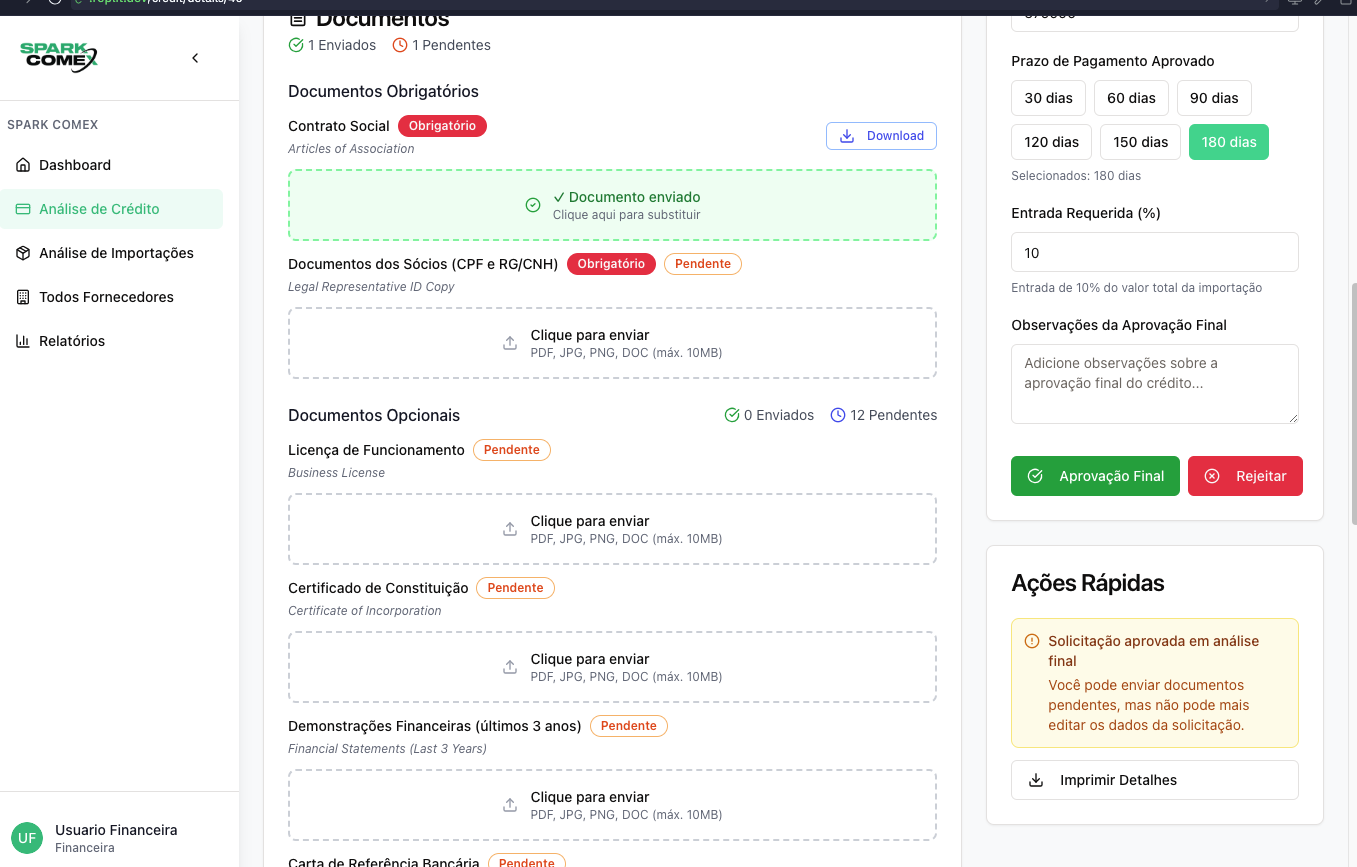 SPARK
COMEX
SPARK COMEX
Dashboard
Análise de Crédito
Análise de Importações
Todos Fornecedores
Relatórios
UF
Usuario Financeira
Financeira
Documentos
1 Enviados
1 Pendentes
Documentos Obrigatórios
Contrato Social
Obrigatório
Articles of Association
Download
✓ Documento enviado
Clique aqui para substituir
Documentos dos Sócios (CPF e RG/CNH)
Obrigatório
Pendente
Legal Representative ID Copy
Clique para enviar
PDF, JPG, PNG, DOC (máx. 10MB)
Documentos Opcionais
0 Enviados
12 Pendentes
Licença de Funcionamento
Pendente
Business License
Clique para enviar
PDF, JPG, PNG, DOC (máx. 10MB)
Certificado de Constituição
Pendente
Certificate of Incorporation
Clique para enviar
PDF, JPG, PNG, DOC (máx. 10MB)
Demonstrações Financeiras (últimos 3 anos)
Pendente
Financial Statements (Last 3 Years)
Clique para enviar
PDF, JPG, PNG, DOC (máx. 10MB)
Carta de Referência Bancária
Pendente
Prazo de Pagamento Aprovado
30 dias
60 dias
90 dias
120 dias
150 dias
180 dias
Selecionados: 180 dias
Entrada Requerida (%)
10
Entrada de 10% do valor total da importação
Observações da Aprovação Final
Adicione observações sobre a
aprovação final do crédito...
Aprovação Final
Rejeitar
Ações Rápidas
Solicitação aprovada em análise
final
Você pode enviar documentos
pendentes, mas não pode mais
editar os dados da solicitação.
Imprimir Detalhes